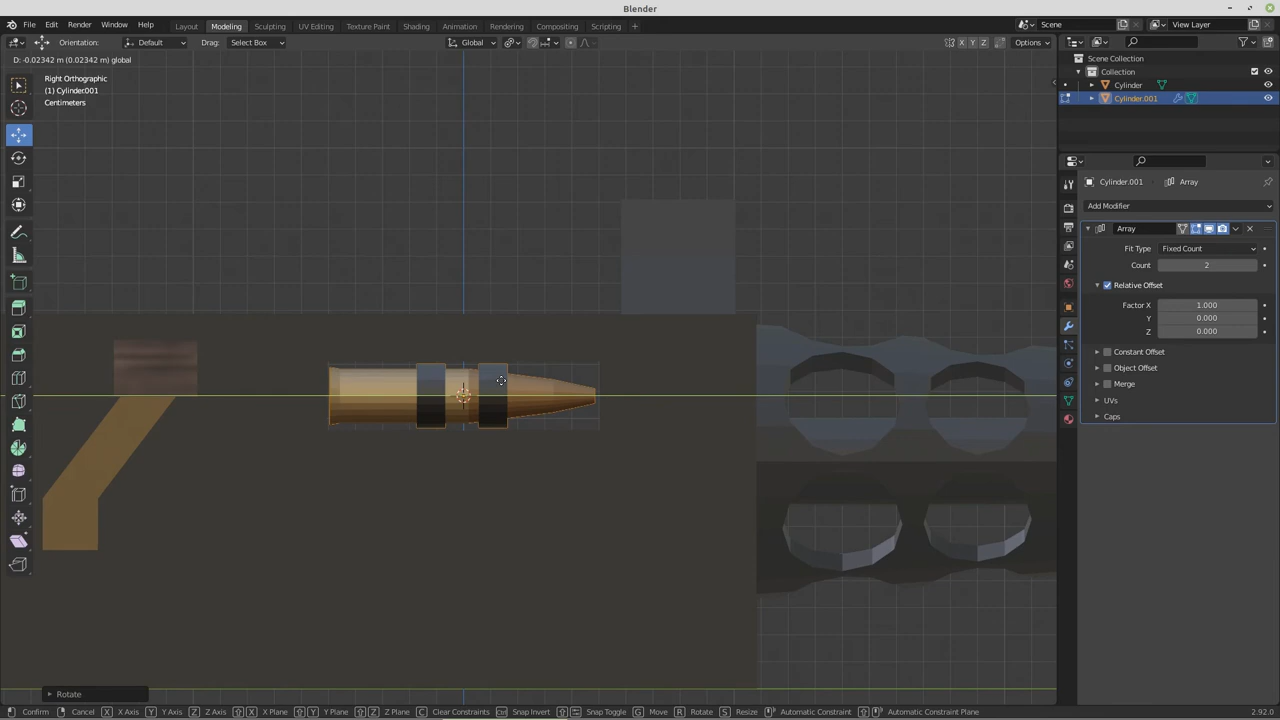 Blender
File Edit Render Window Help Layout Modeling Sculpting UV Editing Texture Paint Shading Animation Rendering Compositing Scripting + Scene View Layer
Orientation: Default Drag: Select Box Global X Y Z Options
D: -0.02342 m (0.02342 m) global
Right Orthographic
(1) Cylinder.001
Centimeters
Scene Collection
Collection
Cylinder
Cylinder.001
Cylinder.001 Array
Add Modifier
Array
Fit Type Fixed Count
Count 2
Relative Offset
Factor X 1.000
Y 0.000
Z 0.000
Constant Offset
Object Offset
Merge
UVs
Caps
Rotate
Confirm Cancel X X Axis Y Y Axis Z Z Axis X X Plane Y Y Plane Z Z Plane C Clear Constraints Ctrl Snap Invert Snap Toggle G Move R Rotate S Resize Automatic Constraint Automatic Constraint Plane 2.92.0